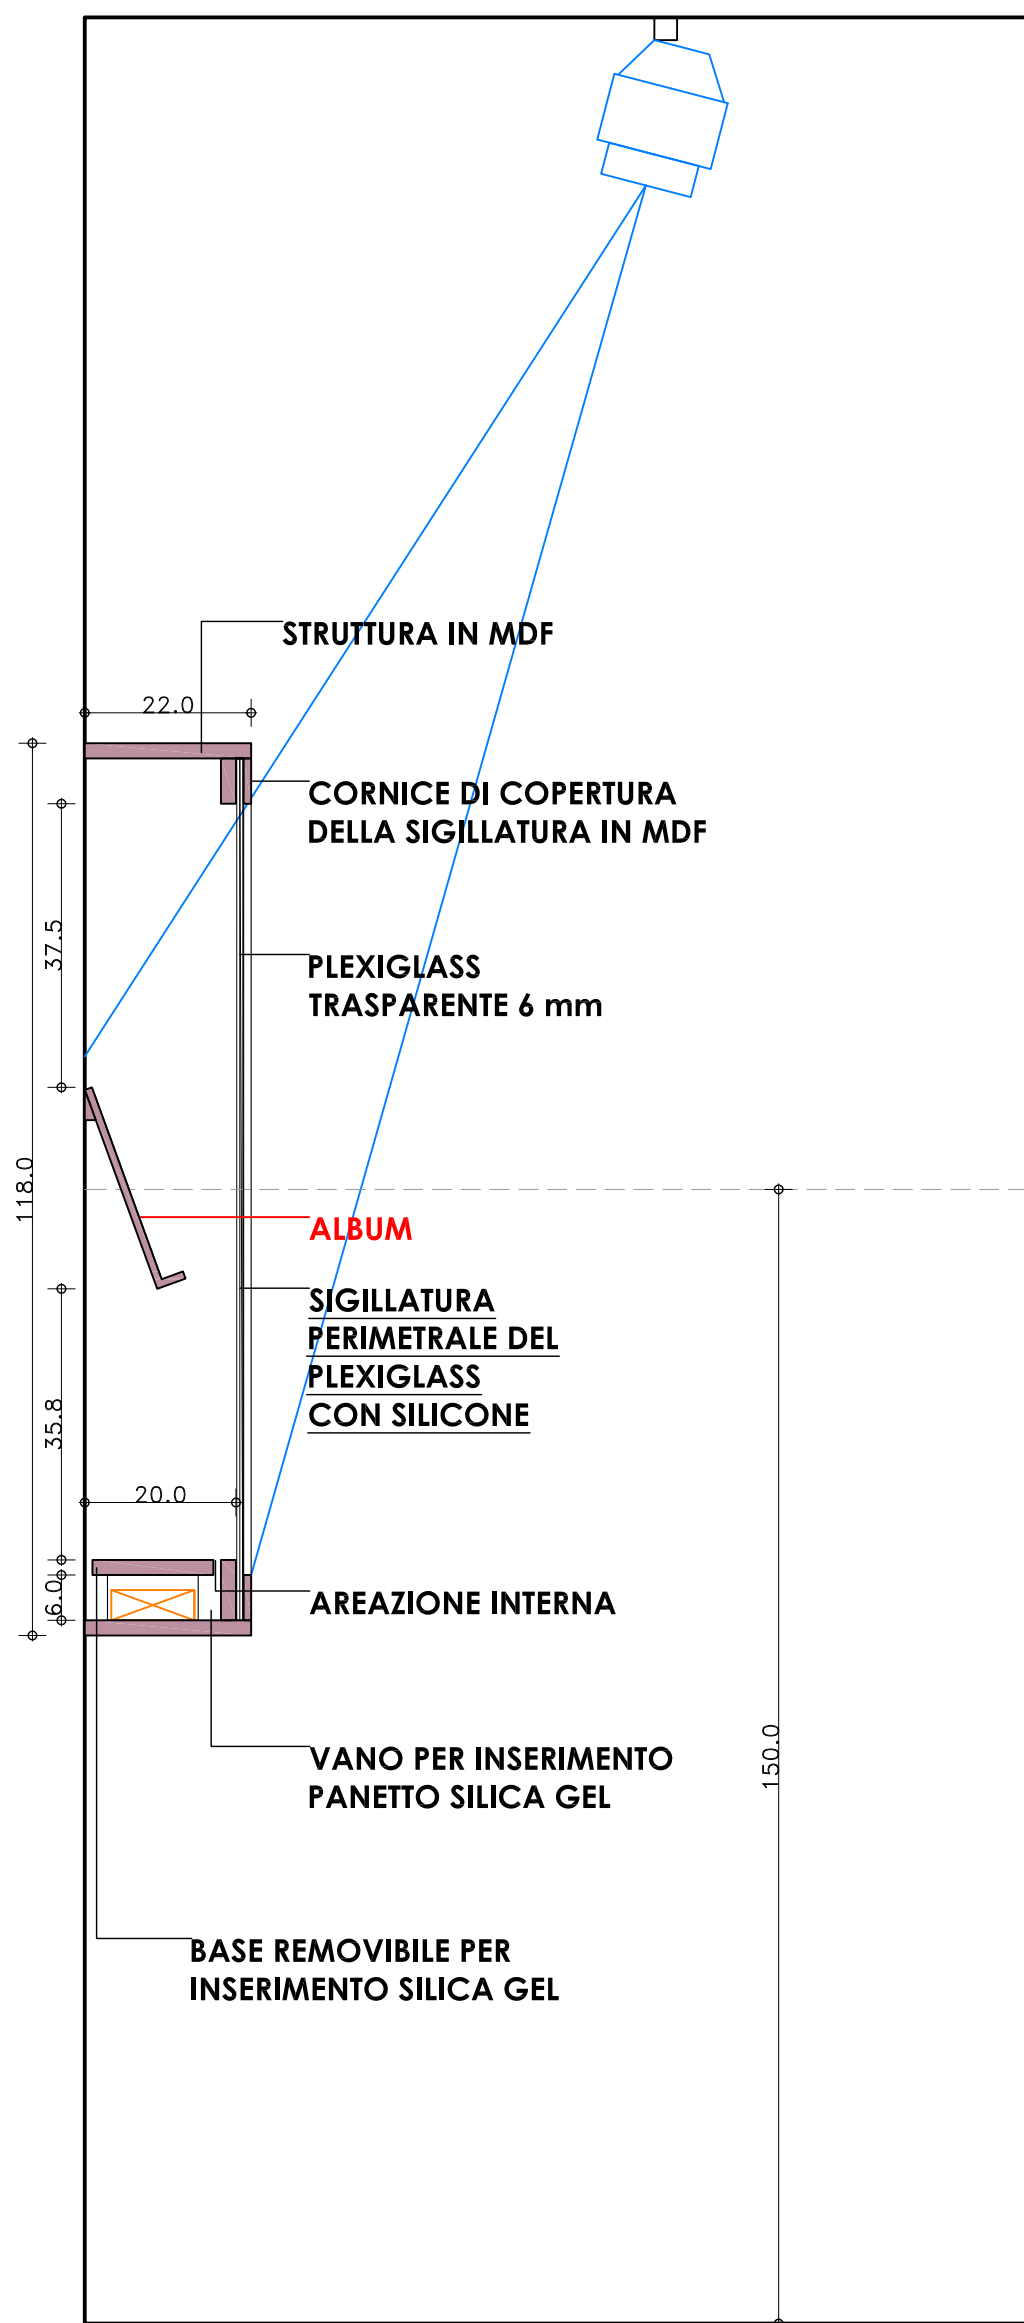 STRUTTURA IN MDF
22.0
CORNICE DI COPERTURA
DELLA SIGILLATURA IN MDF
37.5
PLEXIGLASS
TRASPARENTE 6 mm
118.0
ALBUM
SIGILLATURA
PERIMETRALE DEL
PLEXIGLASS
CON SILICONE
35.8
20.0
6.0
AREAZIONE INTERNA
VANO PER INSERIMENTO
PANETTO SILICA GEL
150.0
BASE REMOVIBILE PER
INSERIMENTO SILICA GEL